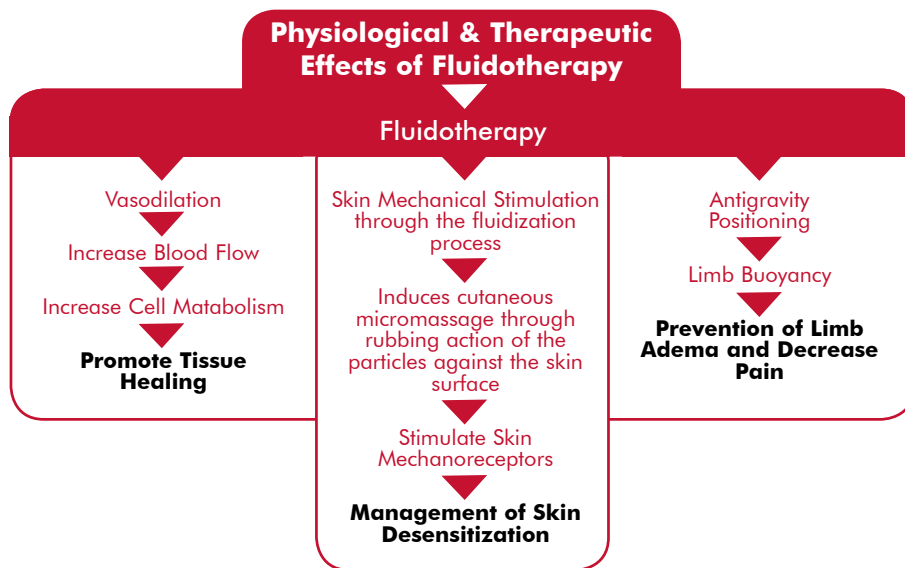 Physiological & Therapeutic
Effects of Fluidotherapy
Fluidotherapy
Vasodilation
Increase Blood Flow
Increase Cell Matabolism
Promote Tissue
Healing
Skin Mechanical Stimulation
through the fluidization
process
Induces cutaneous
micromassage through
rubbing action of the
particles against the skin
surface
Stimulate Skin
Mechanoreceptors
Management of Skin
Desensitization
Antigravity
Positioning
Limb Buoyancy
Prevention of Limb
Adema and Decrease
Pain